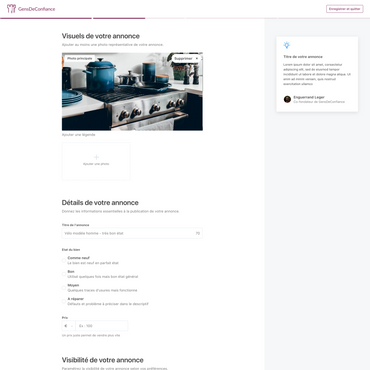 GensDeConfiance
Enregistrer et quitter
Visuels de votre annonce
Ajouter au moins une photo représentative de votre annonce
Photo principale
Supprimer
Ajouter une légende
Ajouter une photo
Titre de votre annonce
Lorem ipsum dolor sit amet, consectetur
adipiscing elit, sed do eiusmod tempor
incididunt ut labore et dolore magna aliqua. Ut
enim ad minim veniam, quis nostrud
exercitation ullamco
Enguerrand Léger
Co-fondateur de GensDeConfiance
Détails de votre annonce
Donnez les informations essentielles à la publication de votre annonce
Titre de l'annonce
Vélo modèle homme - très bon état
État du bien
Comme neuf
Le bien est neuf en parfait état
Bon
Utilisé quelques fois mais bon état général
Moyen
Quelques traces d'usures mais fonctionne
A réparer
Défauts et problème à préciser dans le descriptif
Prix
€
Ex : 100
Un prix juste permet de vendre plus vite
Visibilité de votre annonce
Paramétrez la visibilité de votre annonce selon vos préférences